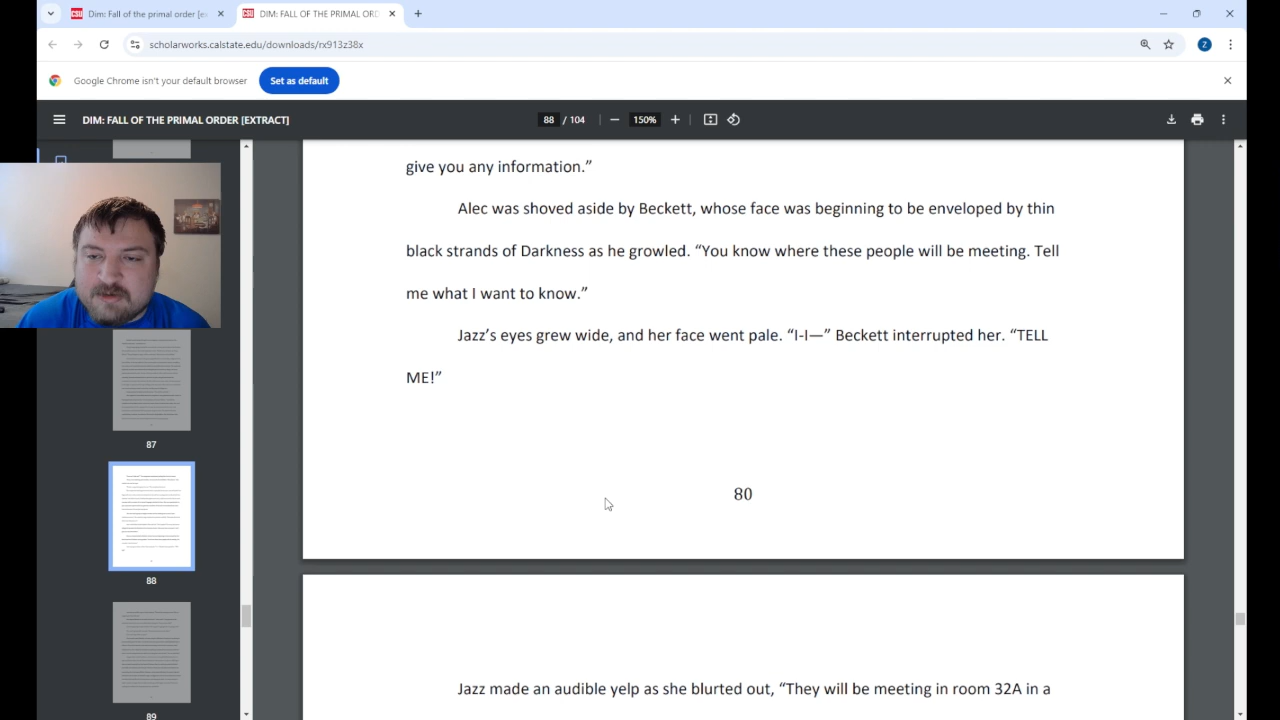 Dim: Fall of the primal order [ex
DIM: FALL OF THE PRIMAL ORD
scholarworks.calstate.edu/downloads/rx913z38x
2
Google Chrome isn't your default browser
Set as default
DIM: FALL OF THE PRIMAL ORDER [EXTRACT]
88 / 104
150%
give you any information.”
Alec was shoved aside by Beckett, whose face was beginning to be enveloped by thin
black strands of Darkness as he growled. “You know where these people will be meeting. Tell
me what I want to know.”
Jazz’s eyes grew wide, and her face went pale. “I-I—” Beckett interrupted her. “TELL
ME!”
80
Jazz made an audible yelp as she blurted out, “They will be meeting in room 32A in a
87
88
89